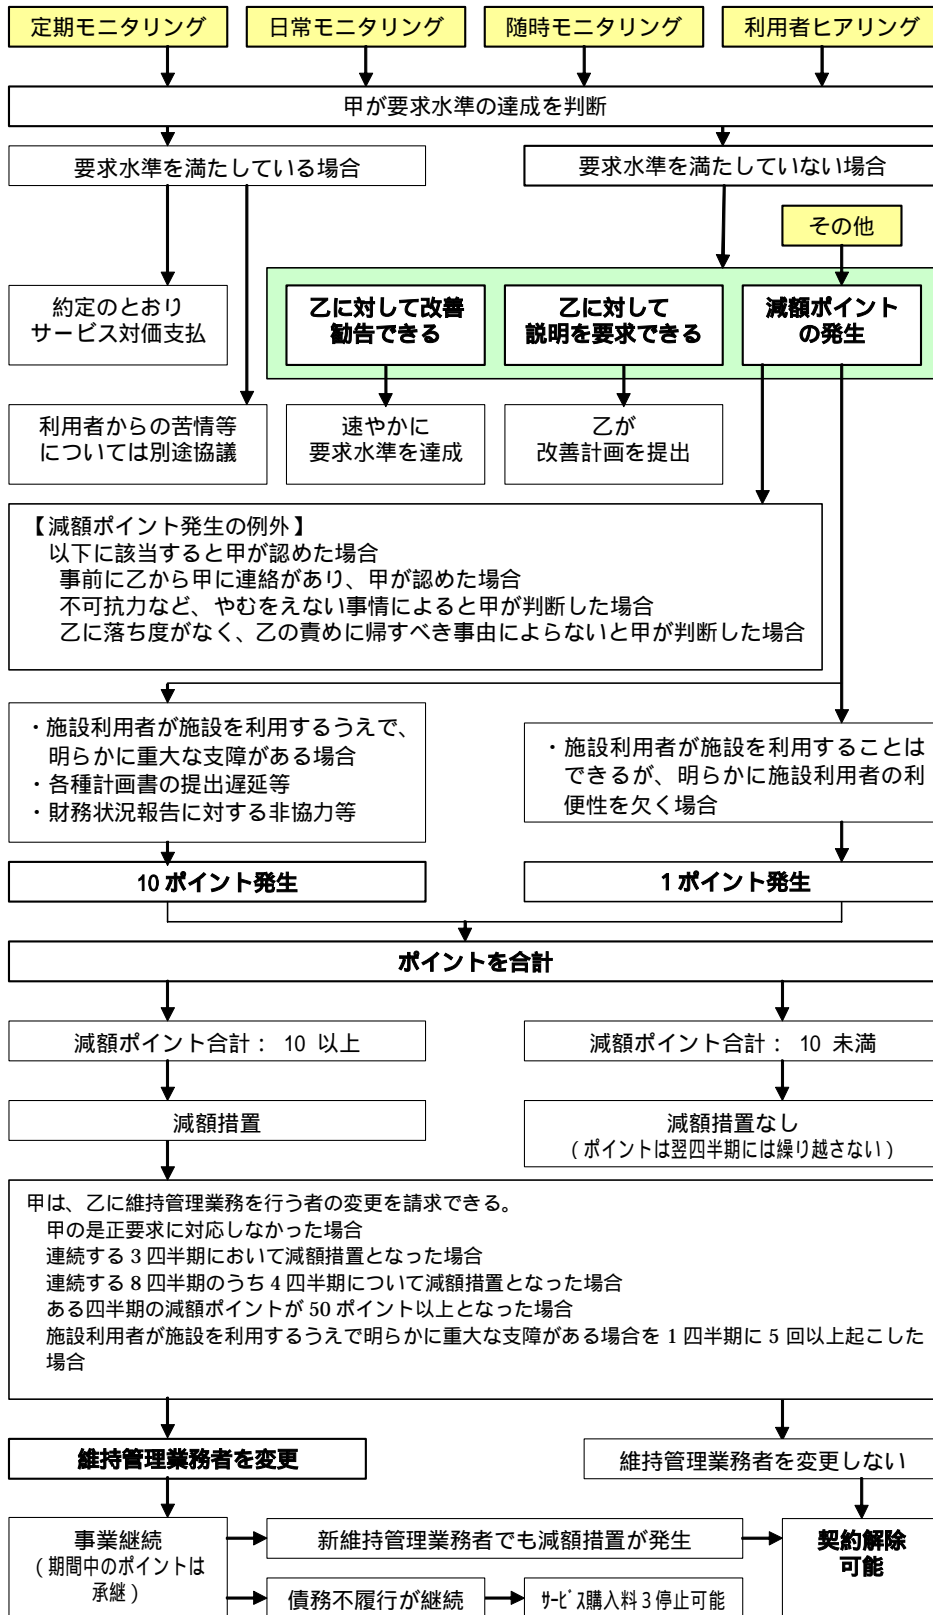 定期モニタリング
日常モニタリング
随時モニタリング
利用者ヒアリング
甲が要求水準の達成を判断
要求水準を満たしている場合
要求水準を満たしていない場合
その他
約定のとおり
サービス対価支払
乙に対して改善
勧告できる
乙に対して
説明を要求できる
減額ポイント
の発生
利用者からの苦情等
については別途協議
速やかに
要求水準を達成
乙が
改善計画を提出
【減額ポイント発生の例外】
以下に該当すると甲が認めた場合
事前に乙から甲に連絡があり、甲が認めた場合
不可抗力など、やむをえない事情によると甲が判断した場合
乙に落ち度がなく、乙の責めに帰すべき事由によらないと甲が判断した場合
・施設利用者が施設を利用するうえで、
明らかに重大な支障がある場合
・各種計画書の提出遅延等
・財務状況報告に対する非協力等
・施設利用者が施設を利用することは
できるが、明らかに施設利用者の利
便性を欠く場合
10 ポイント発生
1 ポイント発生
ポイントを合計
減額ポイント合計： 10 以上
減額ポイント合計： 10 未満
減額措置
減額措置なし
（ポイントは翌四半期には繰り越さない）
甲は、乙に維持管理業務を行う者の変更を請求できる。
甲の是正要求に対応しなかった場合
連続する 3 四半期において減額措置となった場合
連続する 8 四半期のうち 4 四半期について減額措置となった場合
ある四半期の減額ポイントが 50 ポイント以上となった場合
施設利用者が施設を利用するうえで明らかに重大な支障がある場合を 1 四半期に 5 回以上起こした
場合
維持管理業務者を変更
維持管理業務者を変更しない
事業継続
（期間中のポイントは
承継）
新維持管理業務者でも減額措置が発生
契約解除
可能
債務不履行が継続
ｻｰﾋﾞｽ購入料 3 停止可能